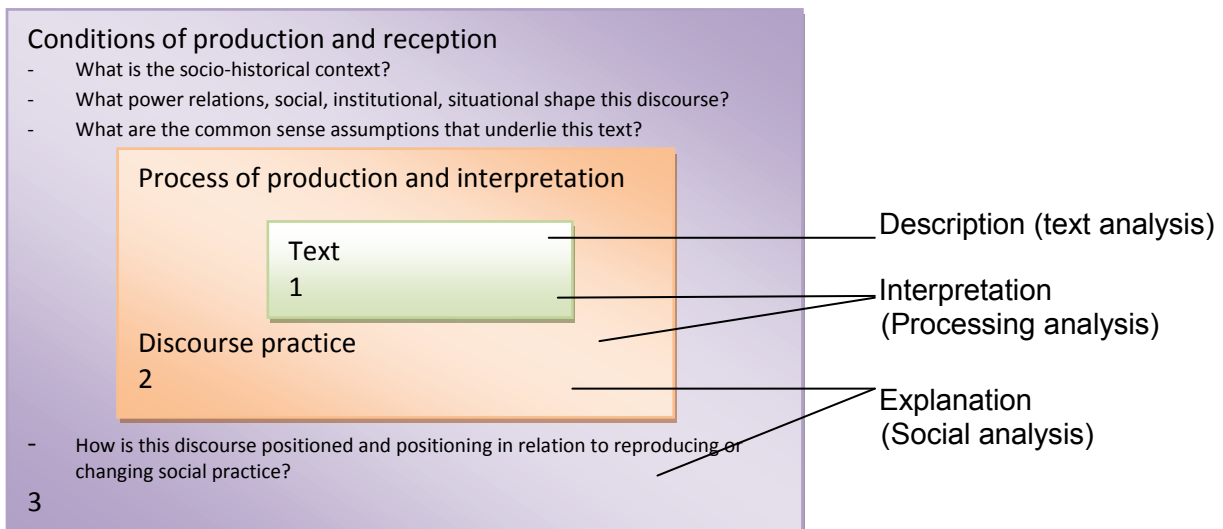 Conditions of production and reception
- What is the socio-historical context?
- What power relations, social, institutional, situational shape this discourse?
- What are the common sense assumptions that underlie this text?
Process of production and interpretation
Text
1
Discourse practice
2
- How is this discourse positioned and positioning in relation to reproducing or
changing social practice?
3
Description (text analysis)
Interpretation
(Processing analysis)
Explanation
(Social analysis)